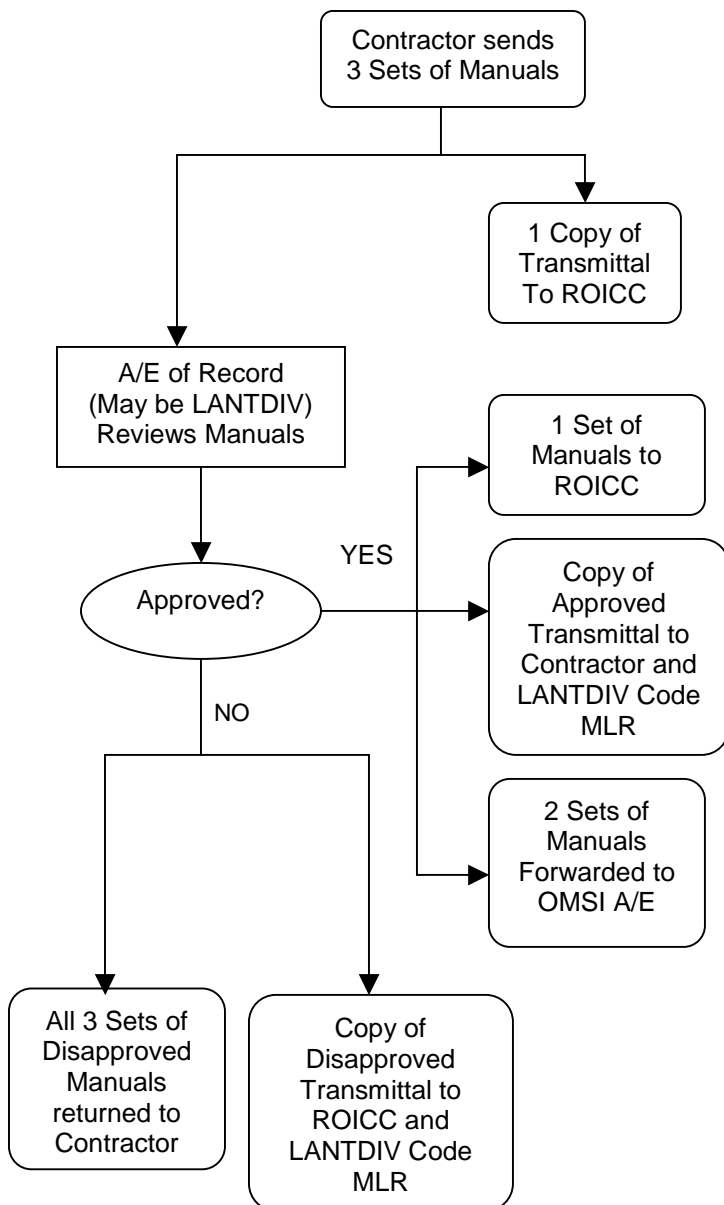 Contractor sends
3 Sets of Manuals
1 Copy of
Transmittal
To ROICC
A/E of Record
(May be LANTDIV)
Reviews Manuals
1 Set of
Manuals to
ROICC
YES
Approved?
Copy of
Approved
Transmittal to
Contractor and
LANTDIV Code
MLR
NO
2 Sets of
Manuals
Forwarded to
OMSI A/E
All 3 Sets of
Disapproved
Manuals
returned to
Contractor
Copy of
Disapproved
Transmittal to
ROICC and
LANTDIV Code
MLR